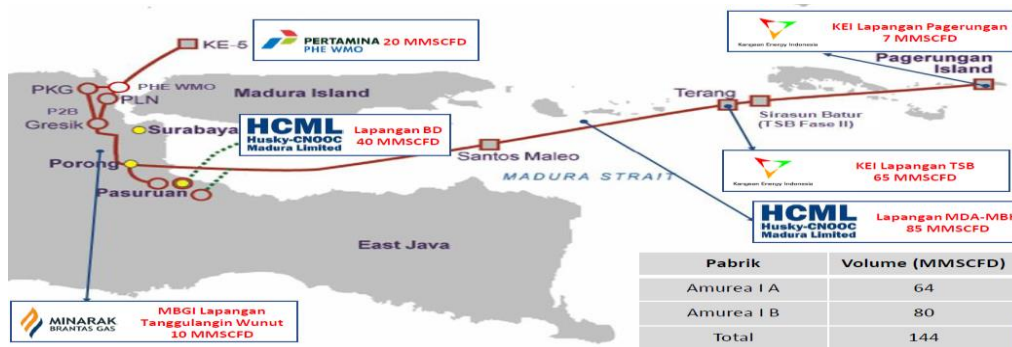 KE-5
PERTAMINA
PHE WMO
20 MMSCFD
KEI Lapangan Pagerungan
7 MMSCFD
Pagerungan
Island
PKG
PHE WMO
PLN
P2B
Gresik
Madura Island
Surabaya
HCML
Husky-CNOOC
Madura Limited
Lapangan BD
40 MMSCFD
Terang
Sirasun Batur
(TSB Fase II)
Porong
Santos Maleo
Pasuruan
MADURA STRAIT
Kangean Energy Indonesia
KEI Lapangan TSB
65 MMSCFD
HCML
Husky-CNOOC
Madura Limited
Lapangan MDA-MBH
85 MMSCFD
East Java
MINARAK
BRANTAS GAS
MBGI Lapangan
Tanggulangin Wunut
10 MMSCFD
Pabrik Volume (MMSCFD)
Amurea I A 64
Amurea I B 80
Total 144